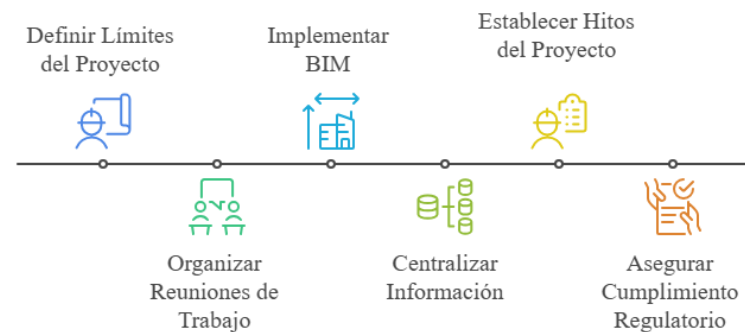 Definir Límites
del Proyecto
Organizar
Reuniones de
Trabajo
Implementar
BIM
Centralizar
Información
Establecer Hitos
del Proyecto
Asegurar
Cumplimiento
Regulatorio